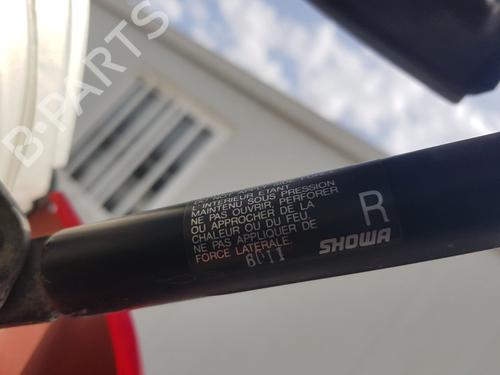 B-PARTS
L'INTERIEUR ETANT
MAINTENU SOUS PRESSION
NE PAS OUVRIR, PERFORER
OU APPROCHER DE LA
CHALEUR OU DU FEU.
NE PAS APPLIQUER DE
FORCE LATERALE.
R
SHOWA